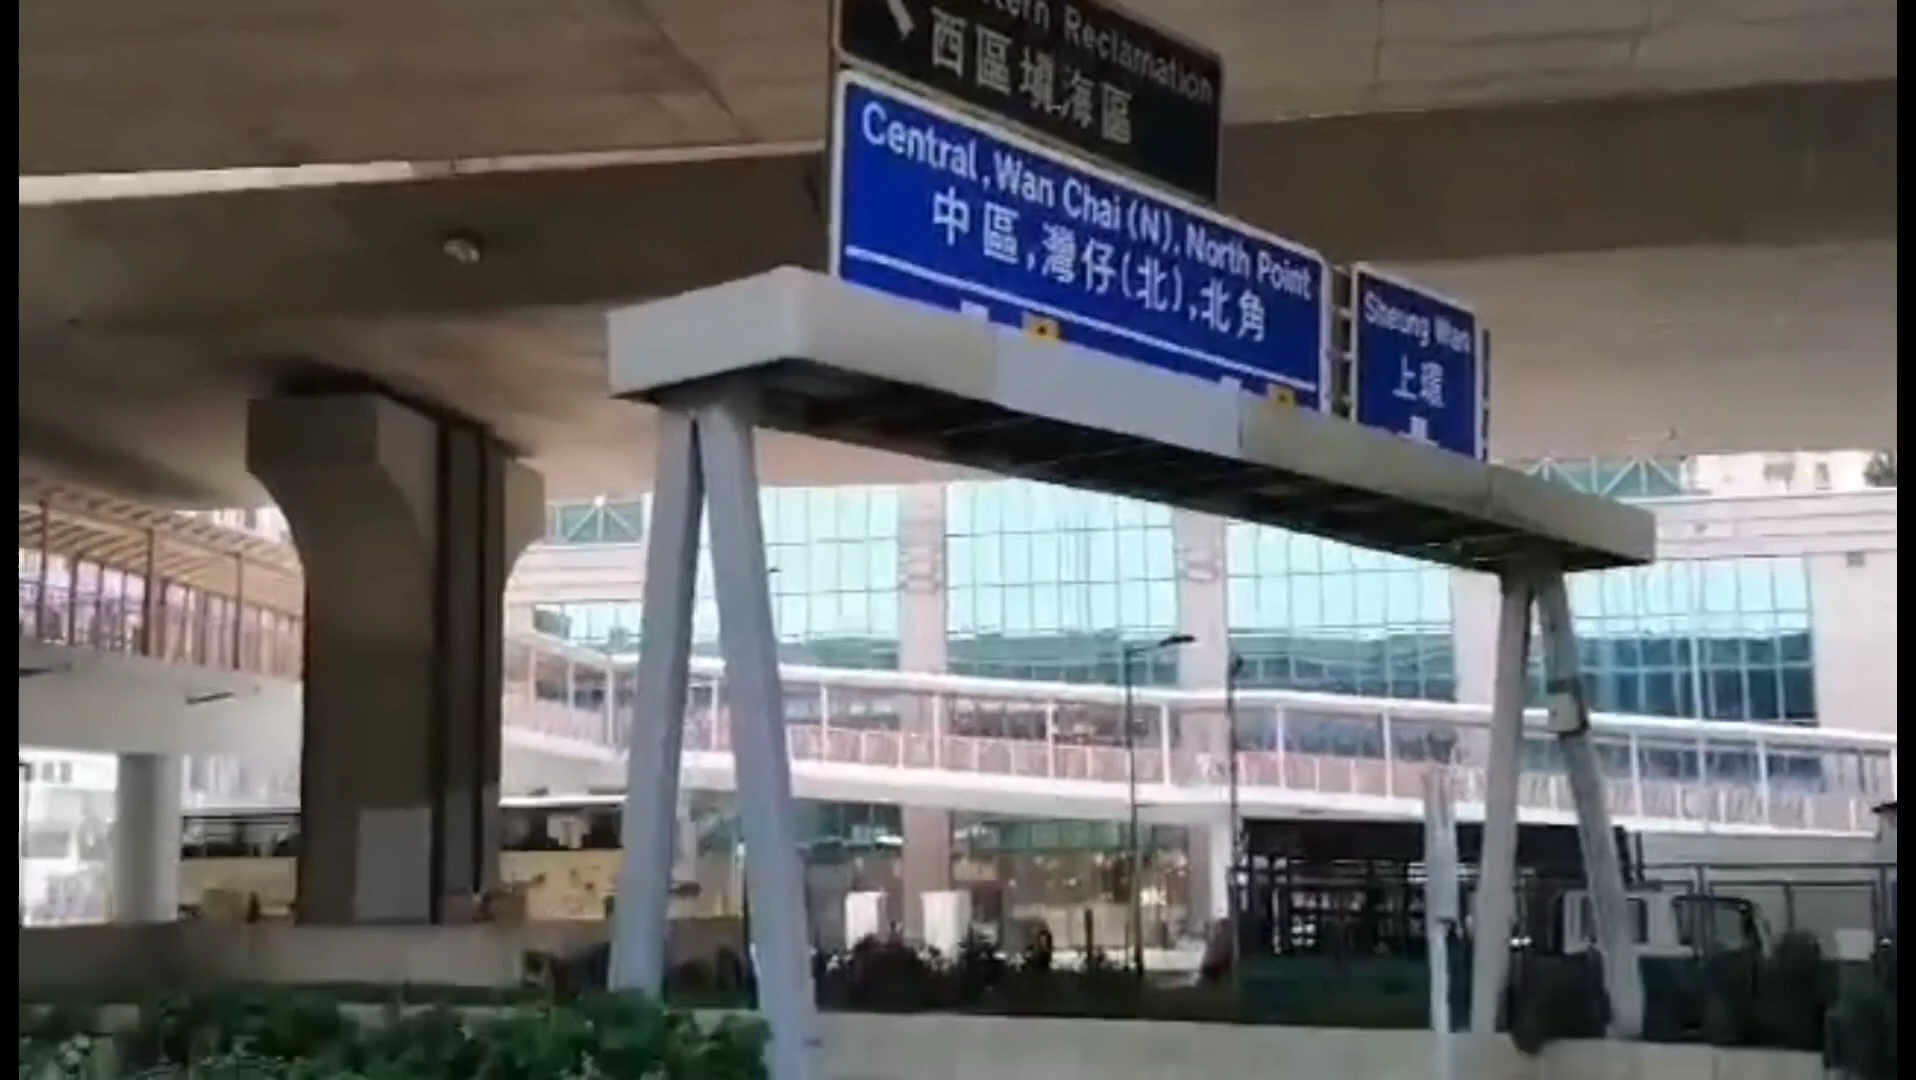 tern Reclamation
西區填海區
Central, Wan Chai (N), North Point
中區,灣仔(北),北角
Sheung Wan
上環